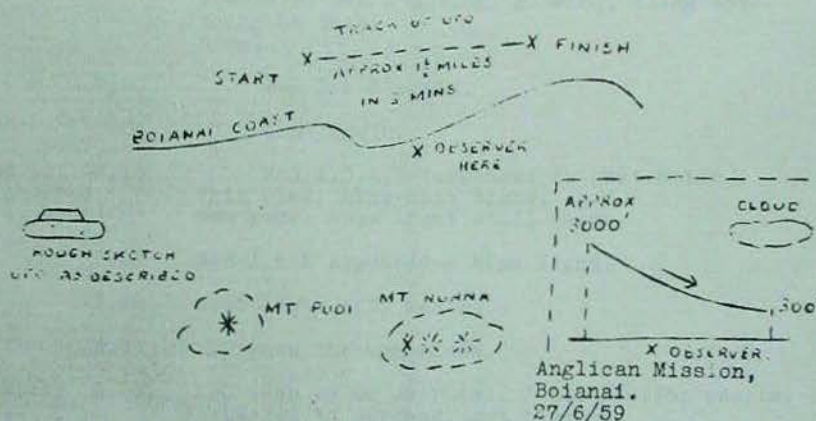 TRACK OF UFO
START X X FINISH
APPROX 1½ MILES
IN 3 MINS
BOIANAI COAST
X OBSERVER
HERE
ROUGH SKETCH
UFO AS DESCRIBED
MT PUDI
MT NUANNA
X
APPROX
3000'
CLOUD
300
X OBSERVER.
Anglican Mission,
Boianai.
27/6/59